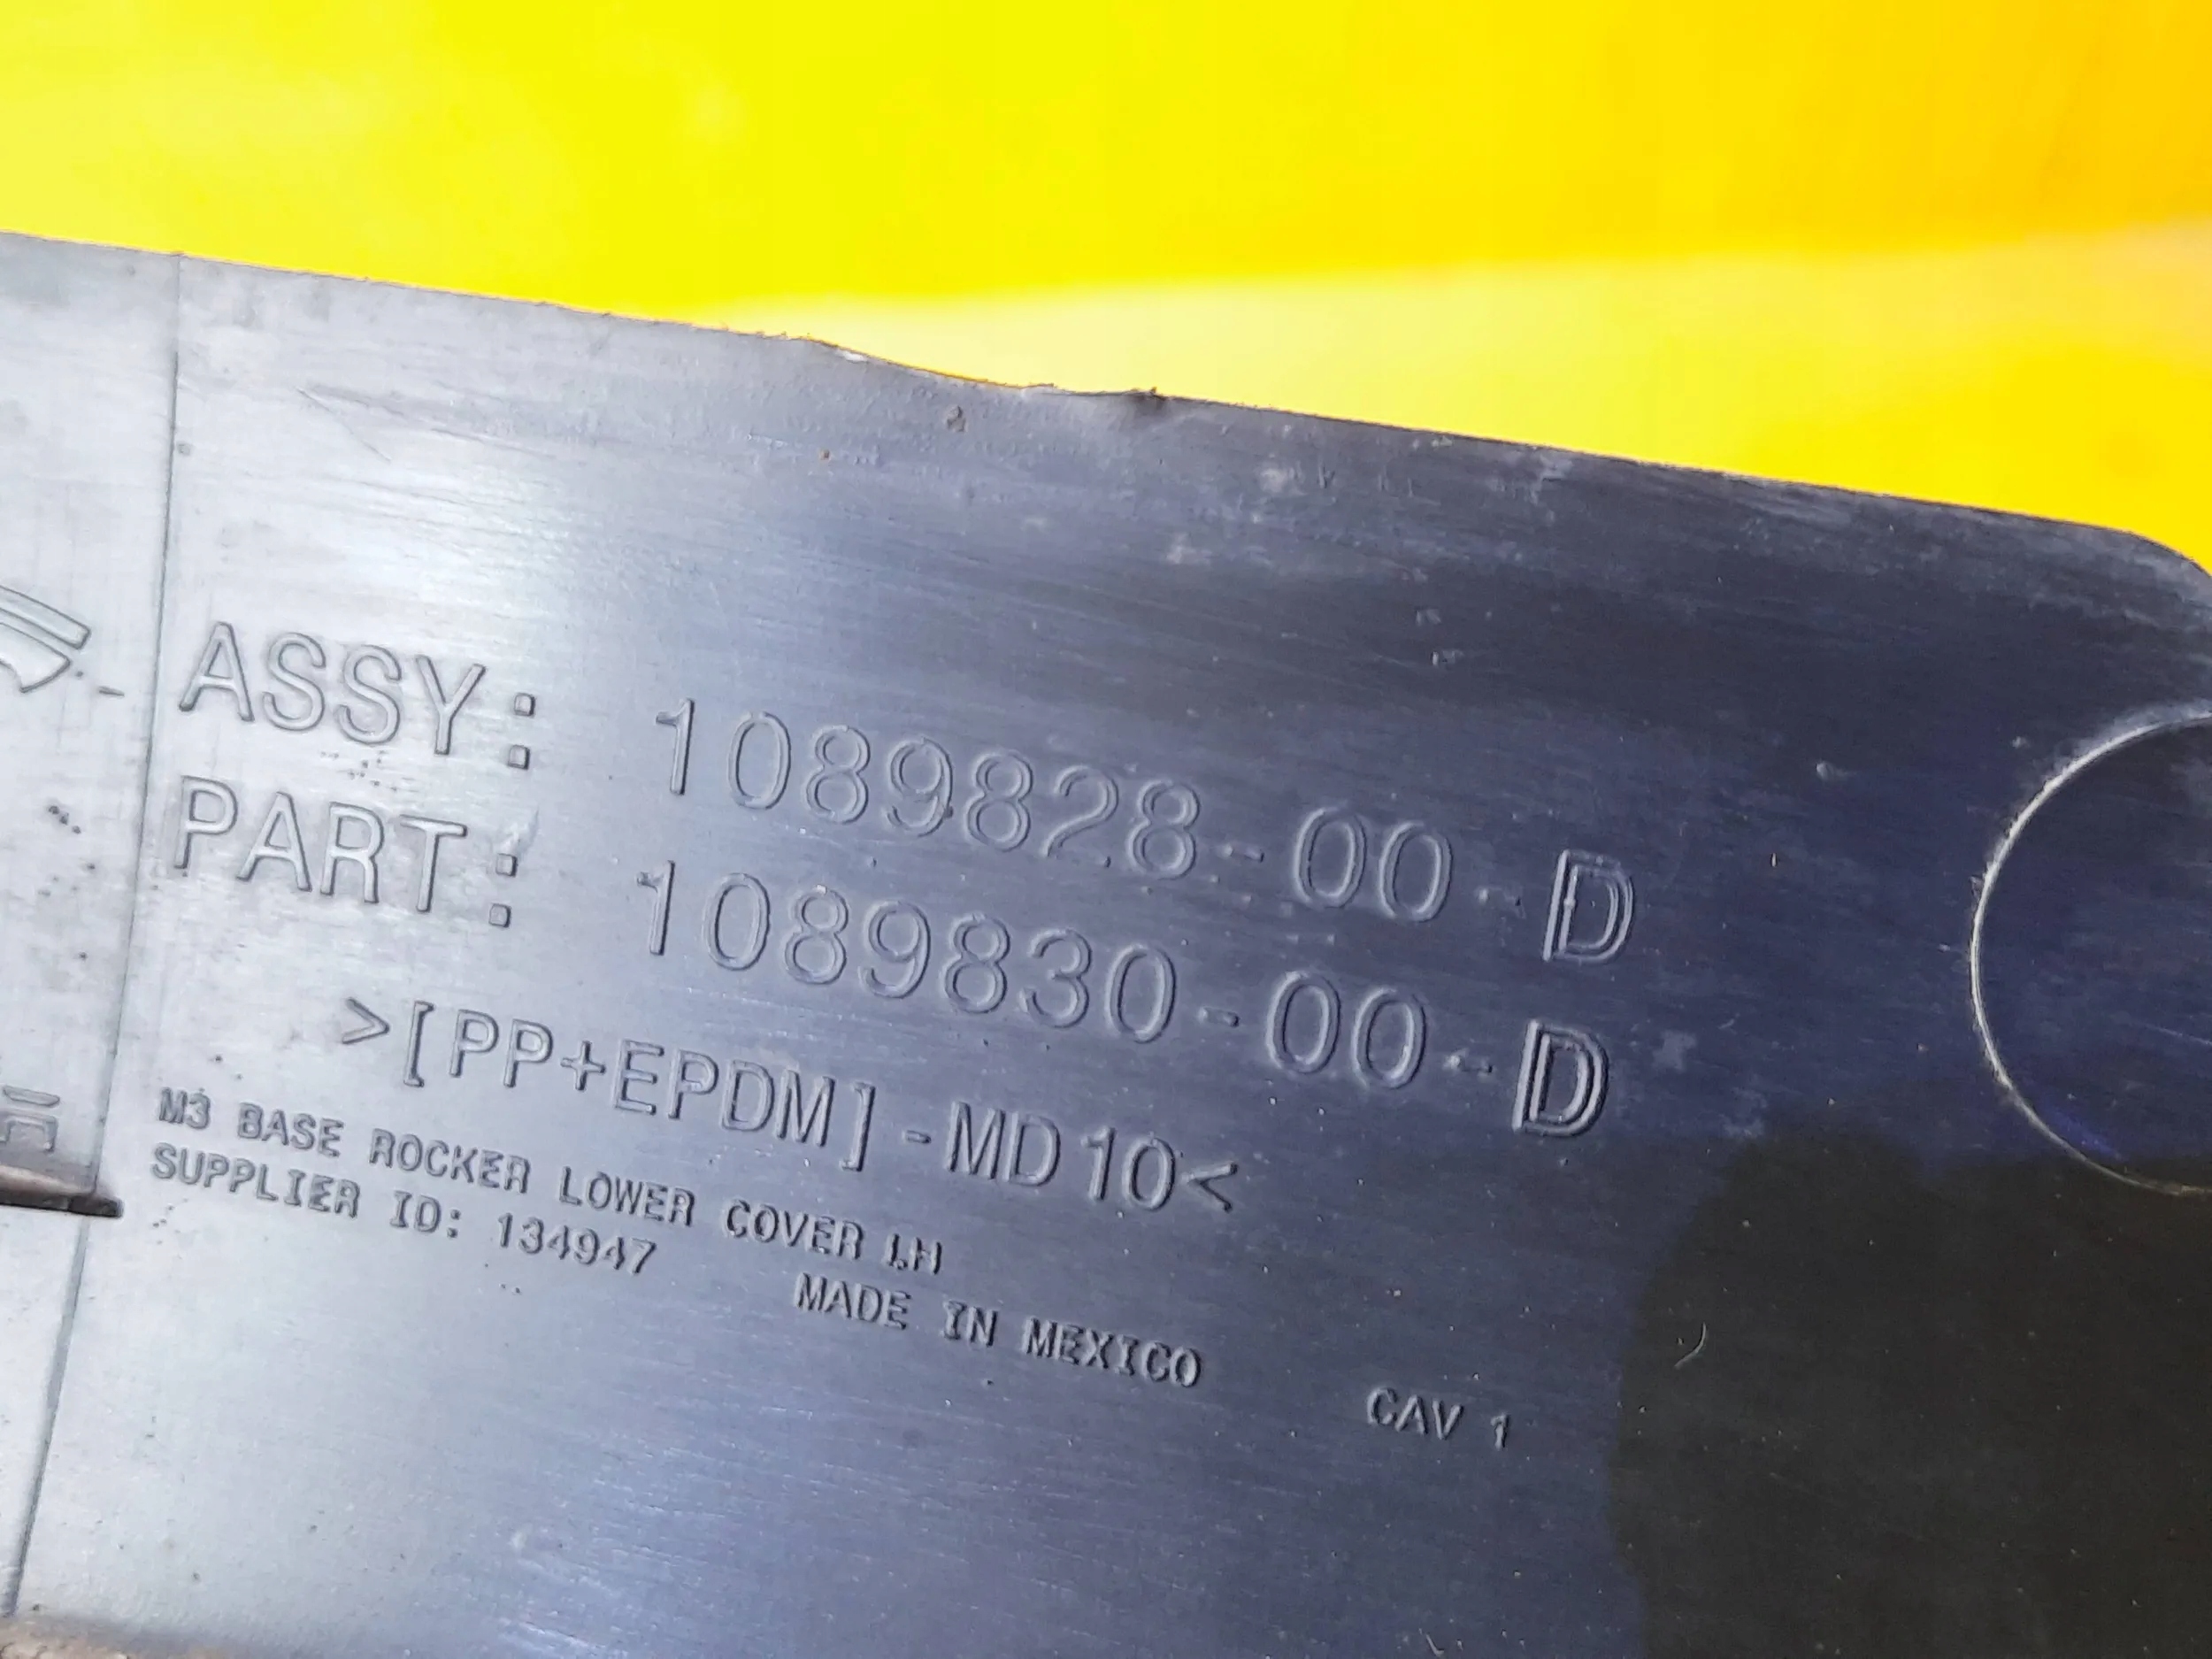 ASSY: 1089828-00-D
PART: 1089830-00-D
>[PP+EPDM]-MD10<
M3 BASE ROCKER LOWER COVER LH
SUPPLIER ID: 134947
MADE IN MEXICO
CAV 1